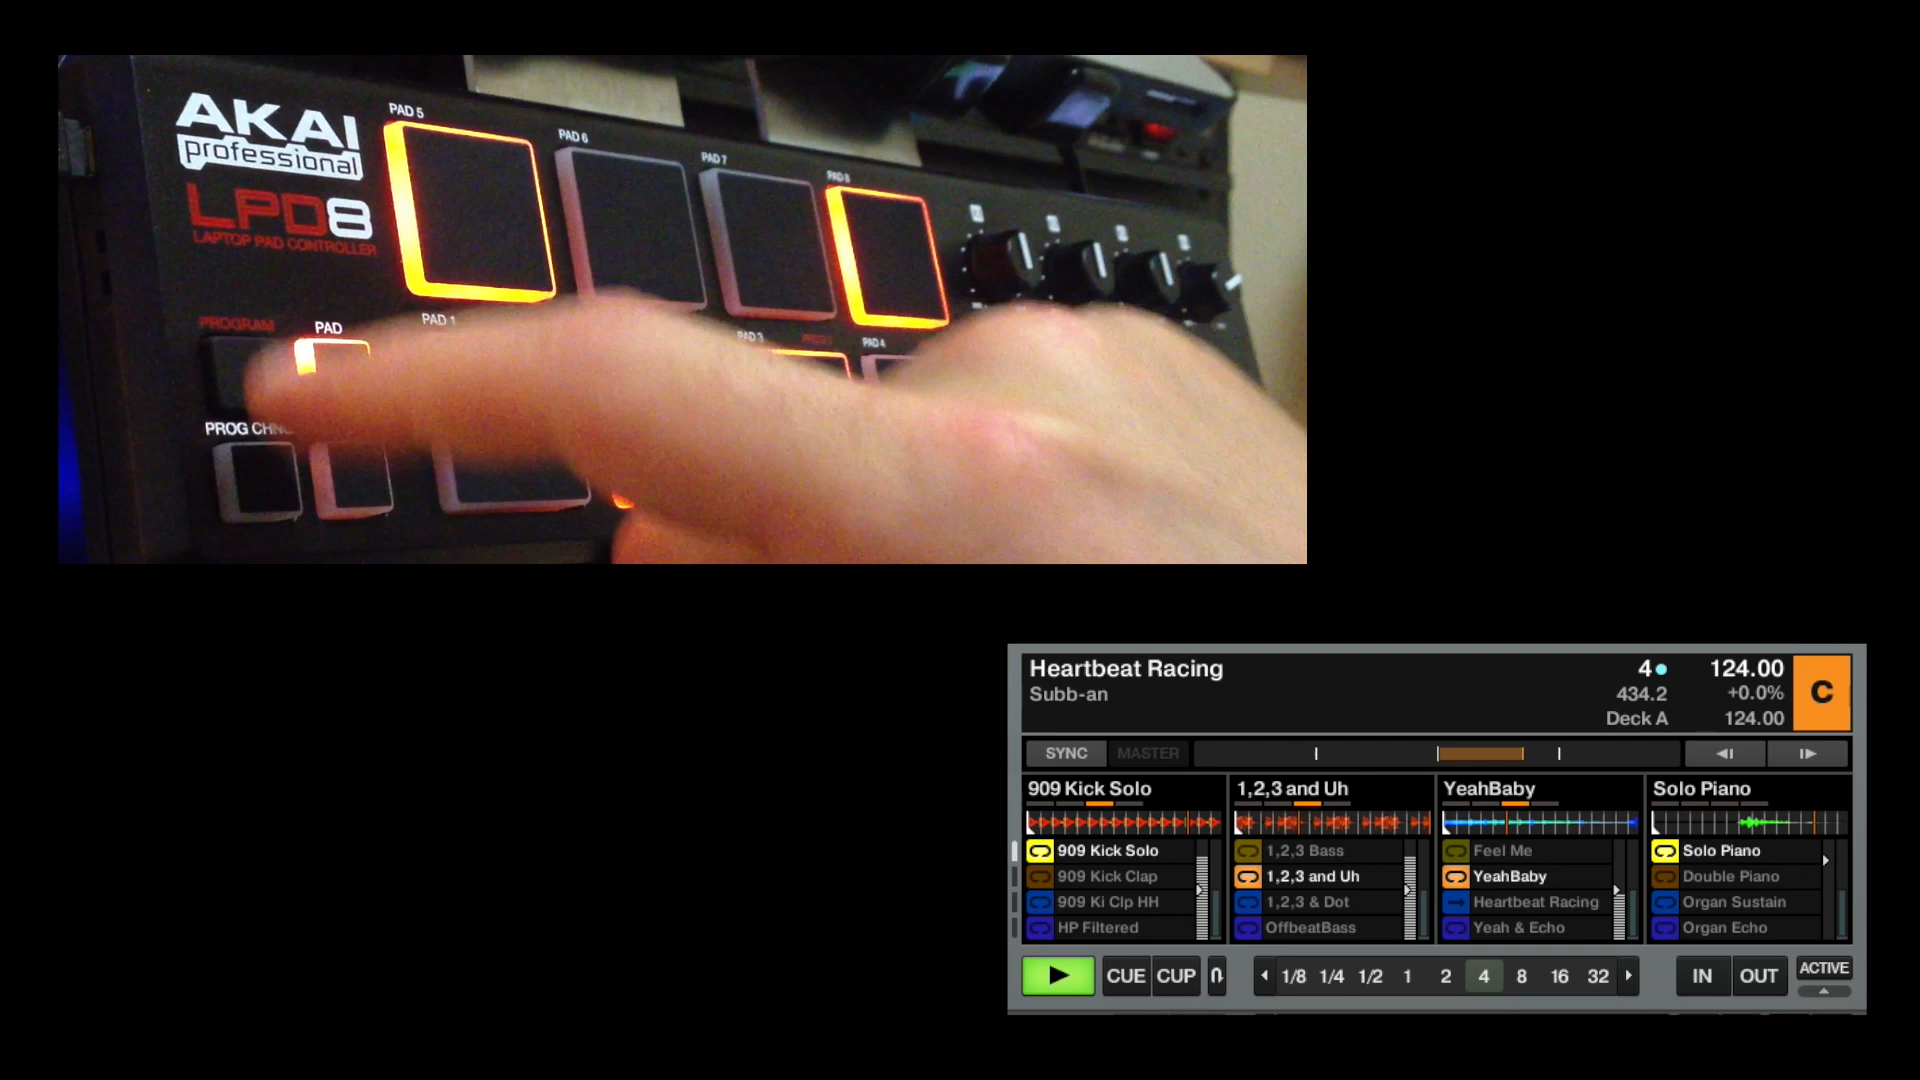 AKAI
professional
LPD8
LAPTOP PAD CONTROLLER
PAD 5
PAD 6
PAD 7
PAD 8
PROGRAM
PAD
PAD 1
PAD 3
PAD 4
PROG CHN
Heartbeat Racing
Subb-an
4
434.2
Deck A
124.00
+0.0%
124.00
C
SYNC
MASTER
909 Kick Solo
909 Kick Solo
909 Kick Clap
909 Ki Clp HH
HP Filtered
1,2,3 and Uh
1,2,3 Bass
1,2,3 and Uh
1,2,3 & Dot
OffbeatBass
YeahBaby
Feel Me
YeahBaby
Heartbeat Racing
Yeah & Echo
Solo Piano
Solo Piano
Double Piano
Organ Sustain
Organ Echo
CUE
CUP
1/8 1/4 1/2 1 2 4 8 16 32
IN
OUT
ACTIVE